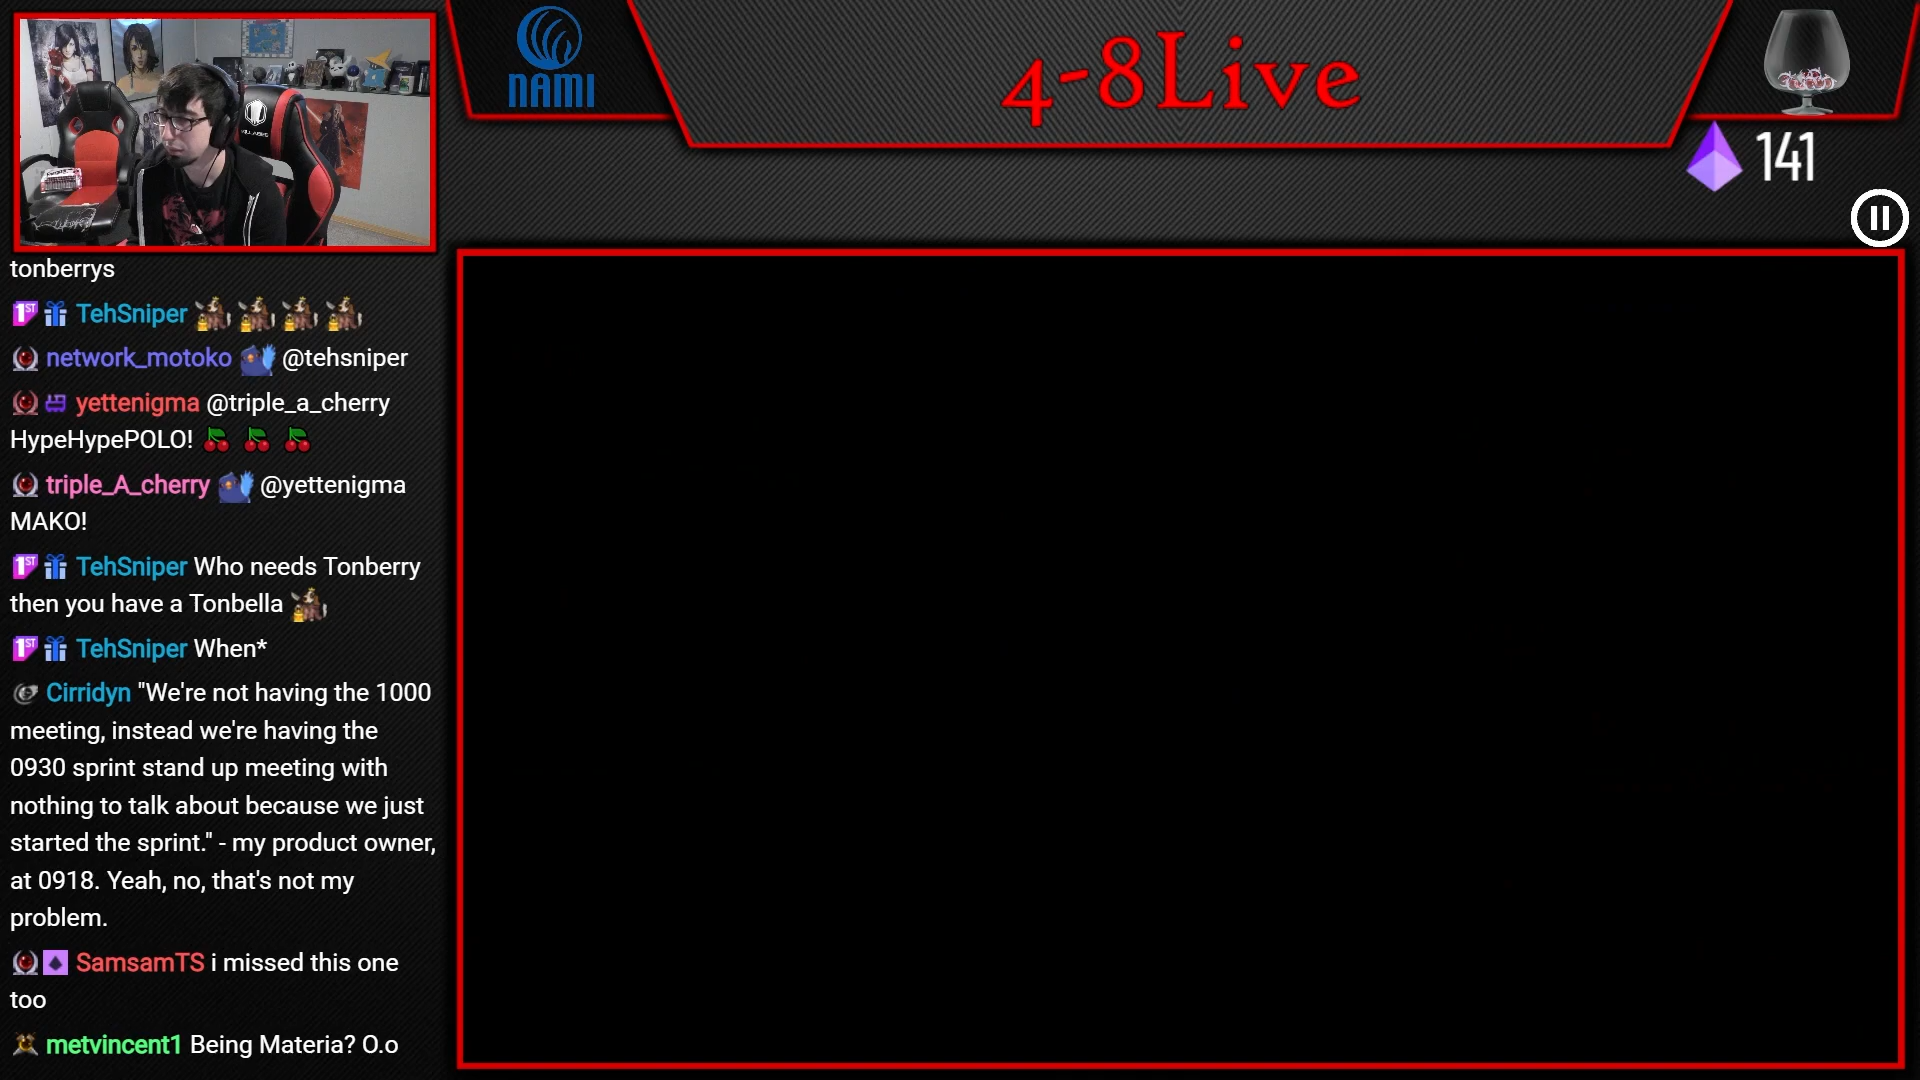 NAMI
4-8Live
141
tonberrys
1ST TehSniper
network_motoko @tehsniper
yettenigma @triple_a_cherry
HypeHypePOLO!
triple_A_cherry @yettenigma
MAKO!
1ST TehSniper Who needs Tonberry
then you have a Tonbella
1ST TehSniper When*
Cirridyn "We're not having the 1000
meeting, instead we're having the
0930 sprint stand up meeting with
nothing to talk about because we just
started the sprint." - my product owner,
at 0918. Yeah, no, that's not my
problem.
SamsamTS i missed this one
too
metvincent1 Being Materia? O.o